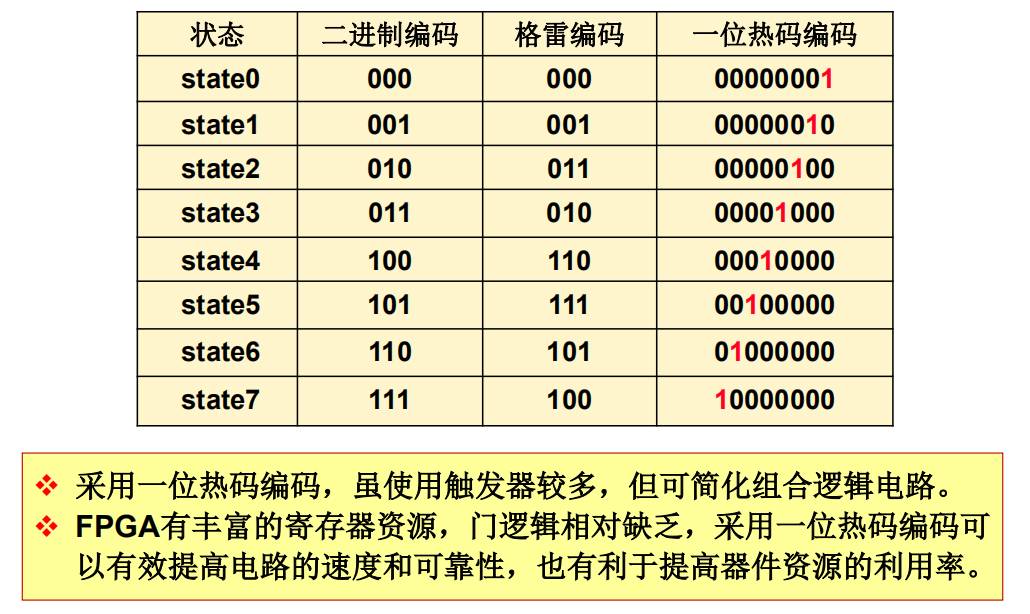 状态 二进制编码 格雷编码 一位热码编码
state0 000 000 00000001
state1 001 001 00000010
state2 010 011 00000100
state3 011 010 00001000
state4 100 110 00010000
state5 101 111 00100000
state6 110 101 01000000
state7 111 100 10000000
❖ 采用一位热码编码，虽使用触发器较多，但可简化组合逻辑电路。
❖ FPGA有丰富的寄存器资源，门逻辑相对缺乏，采用一位热码编码可
以有效提高电路的速度和可靠性，也有利于提高器件资源的利用率。